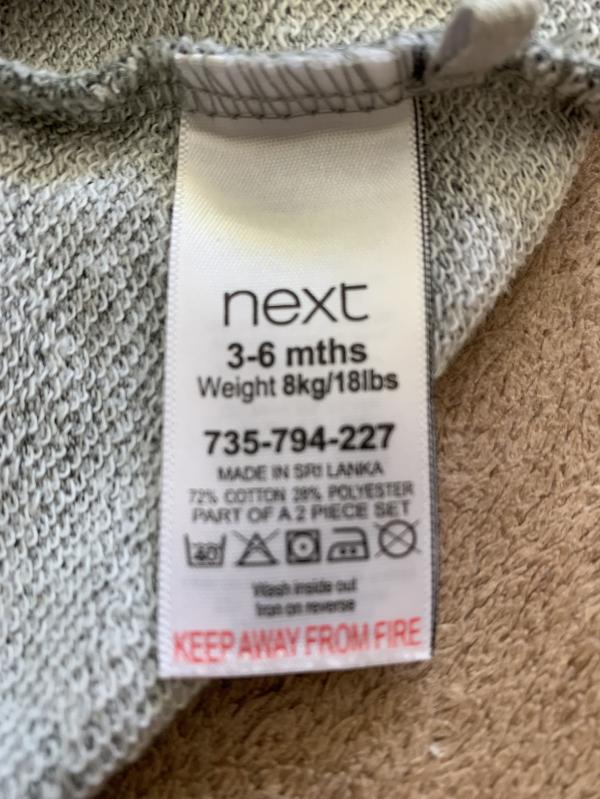 next
3-6 mths
Weight 8kg/18lbs
735-794-227
MADE IN SRI LANKA
72% COTTON 28% POLYESTER
PART OF A 2 PIECE SET
40
Wash inside out
Iron on reverse
KEEP AWAY FROM FIRE